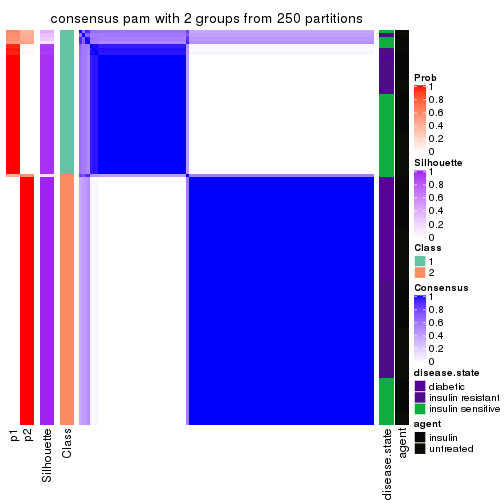 consensus pam with 2 groups from 250 partitions
Prob
1
0.8
0.6
0.4
0.2
0
Silhouette
1
0.8
0.6
0.4
0.2
0
Class
1
2
Consensus
1
0.8
0.6
0.4
0.2
0
disease.state
diabetic
insulin resistant
insulin sensitive
agent
insulin
untreated
p1
p2
Silhouette
Class
disease.state
agent